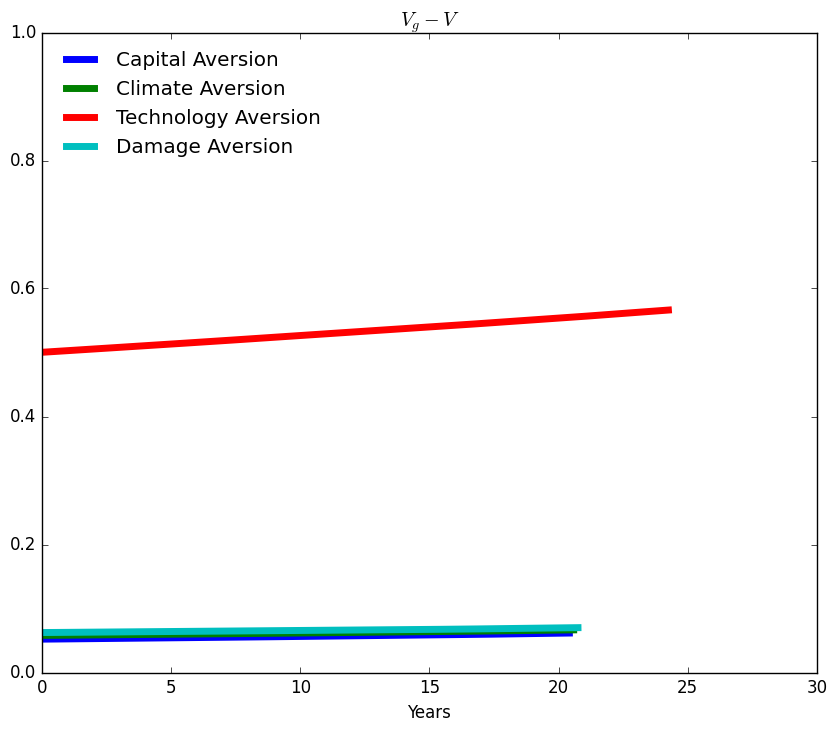 V_g − V
1.0
Capital Aversion
Climate Aversion
Technology Aversion
Damage Aversion
0.8
0.6
0.4
0.2
0.0
0 5 10 15 20 25 30
Years